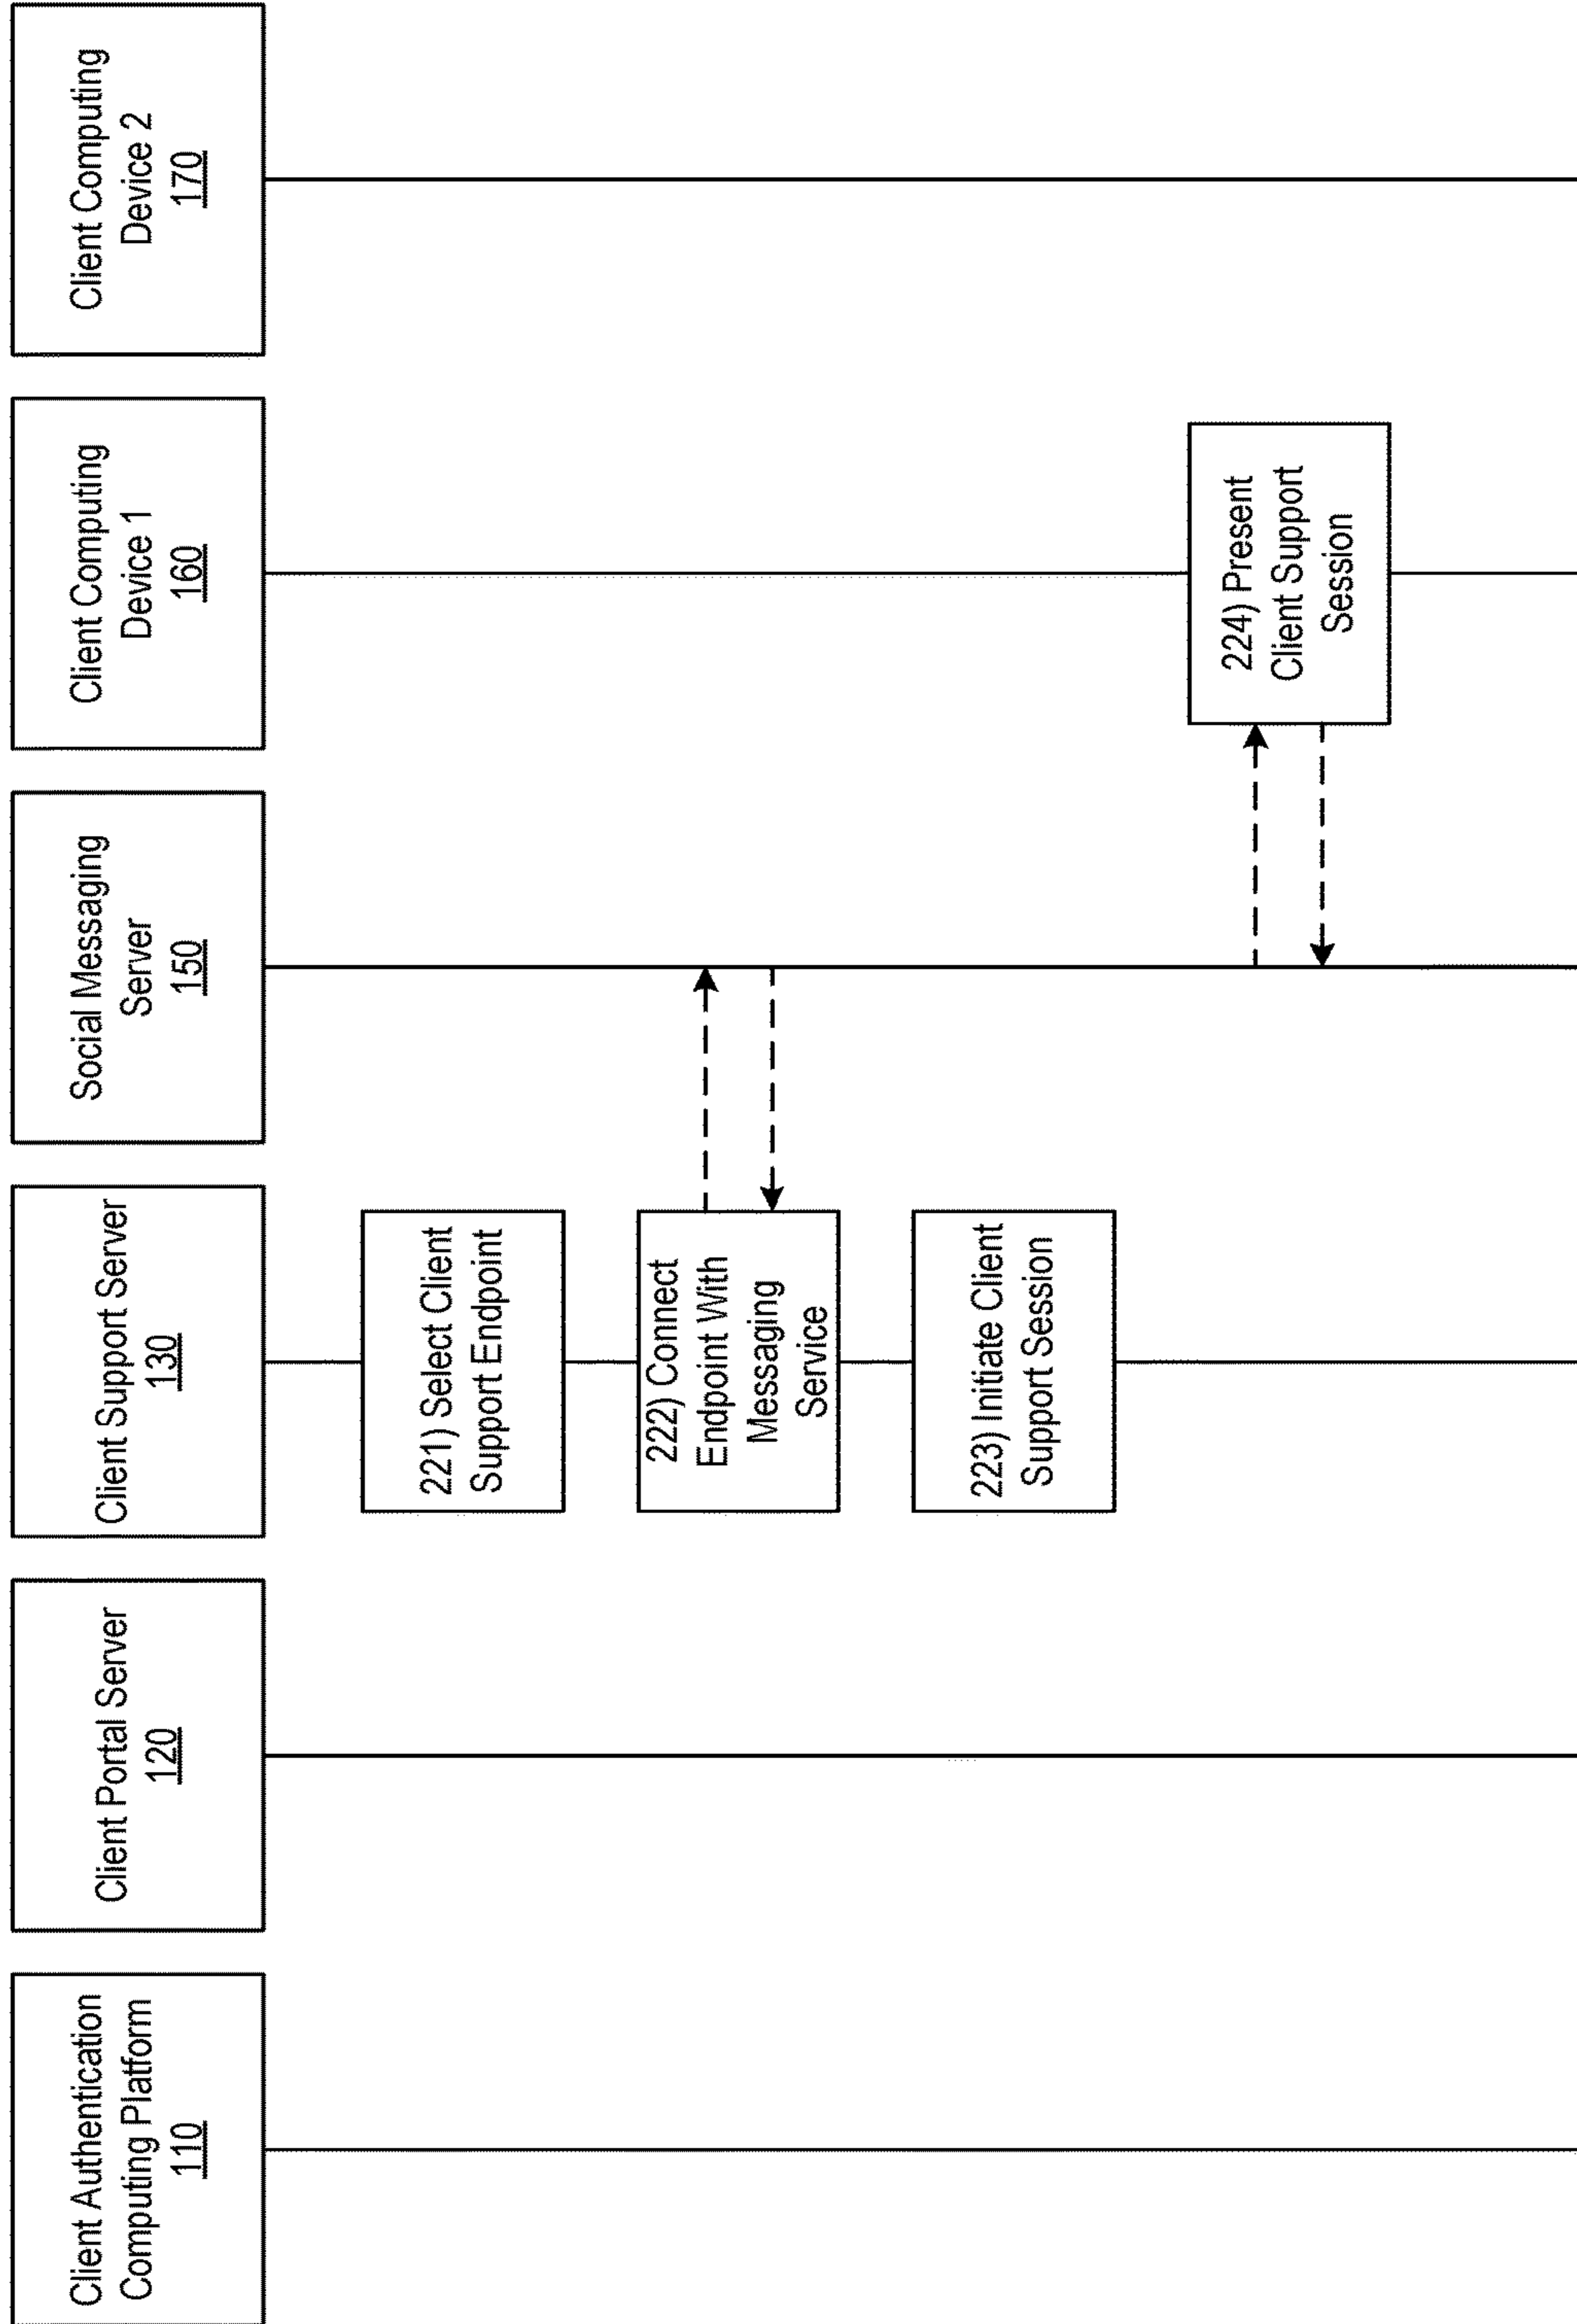 Client Authentication
Computing Platform
110
Client Portal Server
120
Client Support Server
130
Social Messaging
Server
150
Client Computing
Device 1
160
Client Computing
Device 2
170
221) Select Client
Support Endpoint
222) Connect
Endpoint With
Messaging
Service
223) Initiate Client
Support Session
224) Present
Client Support
Session